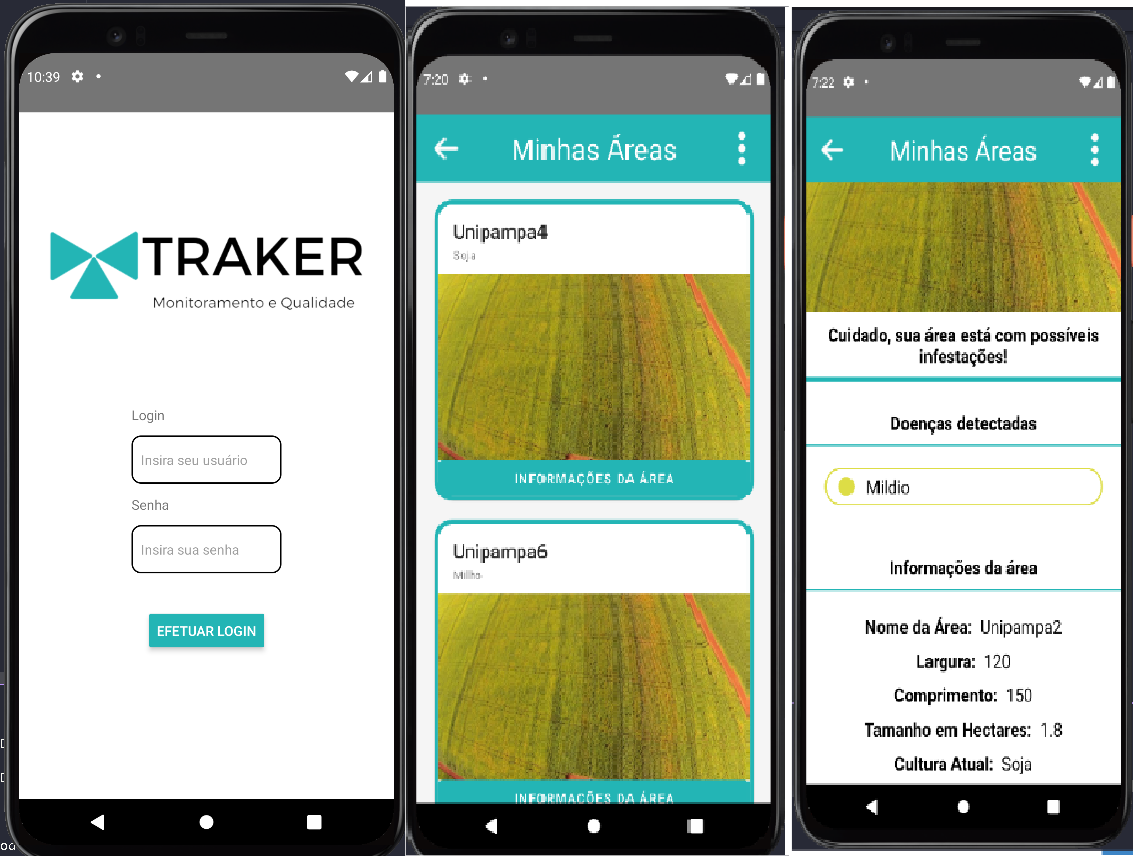 10:39
TRAKER
Monitoramento e Qualidade
Login
Insira seu usuário
Senha
Insira sua senha
EFETUAR LOGIN
7:20
Minhas Áreas
Unipampa4
Soja
INFORMAÇÕES DA ÁREA
Unipampa6
Milho
INFORMAÇÕES DA ÁREA
7:22
Minhas Áreas
Cuidado, sua área está com possíveis
infestações!
Doenças detectadas
Mildio
Informações da área
Nome da Área: Unipampa2
Largura: 120
Comprimento: 150
Tamanho em Hectares: 1.8
Cultura Atual: Soja